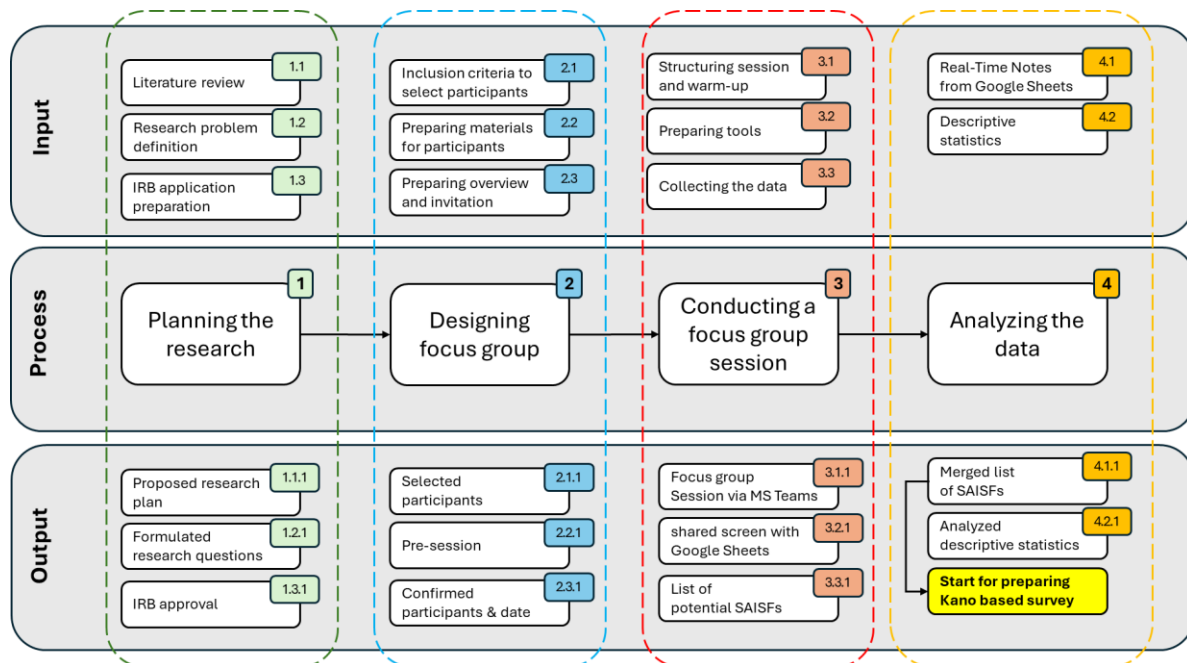 Input
1.1
Literature review
1.2
Research problem
definition
1.3
IRB application
preparation
2.1
Inclusion criteria to
select participants
2.2
Preparing materials
for participants
2.3
Preparing overview
and invitation
3.1
Structuring session
and warm-up
3.2
Preparing tools
3.3
Collecting the data
4.1
Real-Time Notes
from Google Sheets
4.2
Descriptive
statistics
Process
1
Planning the
research
2
Designing
focus group
3
Conducting a
focus group
session
4
Analyzing the
data
Output
1.1.1
Proposed research
plan
1.2.1
Formulated
research questions
1.3.1
IRB approval
2.1.1
Selected
participants
2.2.1
Pre-session
2.3.1
Confirmed
participants & date
3.1.1
Focus group
Session via MS Teams
3.2.1
shared screen with
Google Sheets
3.3.1
List of
potential SAISFs
4.1.1
Merged list
of SAISFs
4.2.1
Analyzed
descriptive statistics
Start for preparing
Kano based survey